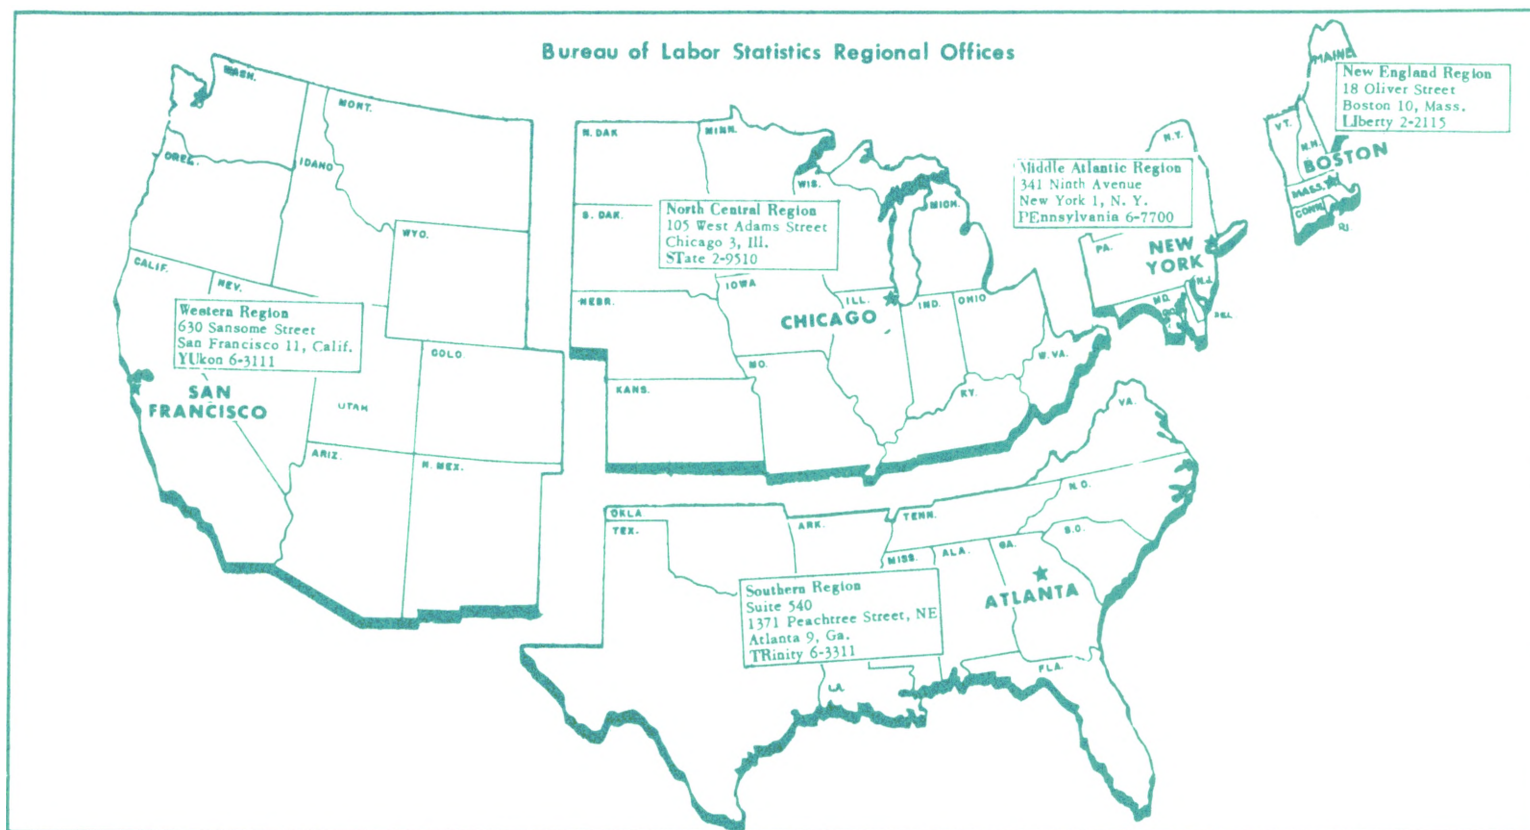 Bureau of Labor Statistics Regional Offices
WASH.
MONT.
OREG.
IDAHO
WYO.
CALIF.
NEV.
Western Region
630 Sansome Street
San Francisco 11, Calif.
YUkon 6-3111
SAN
FRANCISCO
UTAH
COLO.
ARIZ.
N. MEX.
N. DAK
MINN.
S. DAK.
WIS.
MICH.
North Central Region
105 West Adams Street
Chicago 3, Ill.
STate 2-9510
NEBR.
IOWA
ILL.
IND.
OHIO
CHICAGO
KANS.
MO.
KY.
W. VA.
Middle Atlantic Region
341 Ninth Avenue
New York 1, N. Y.
PEnnsylvania 6-7700
N.Y.
PA.
NEW
YORK
N.J.
MD.
DEL.
New England Region
18 Oliver Street
Boston 10, Mass.
LIberty 2-2115
MAINE
VT.
N.H.
BOSTON
MASS.
CONN.
RI
OKLA
TEX.
ARK.
TENN.
VA.
N.C.
S.C.
MISS.
ALA.
GA.
ATLANTA
Southern Region
Suite 540
1371 Peachtree Street, NE
Atlanta 9, Ga.
TRinity 6-3311
LA.
FLA.